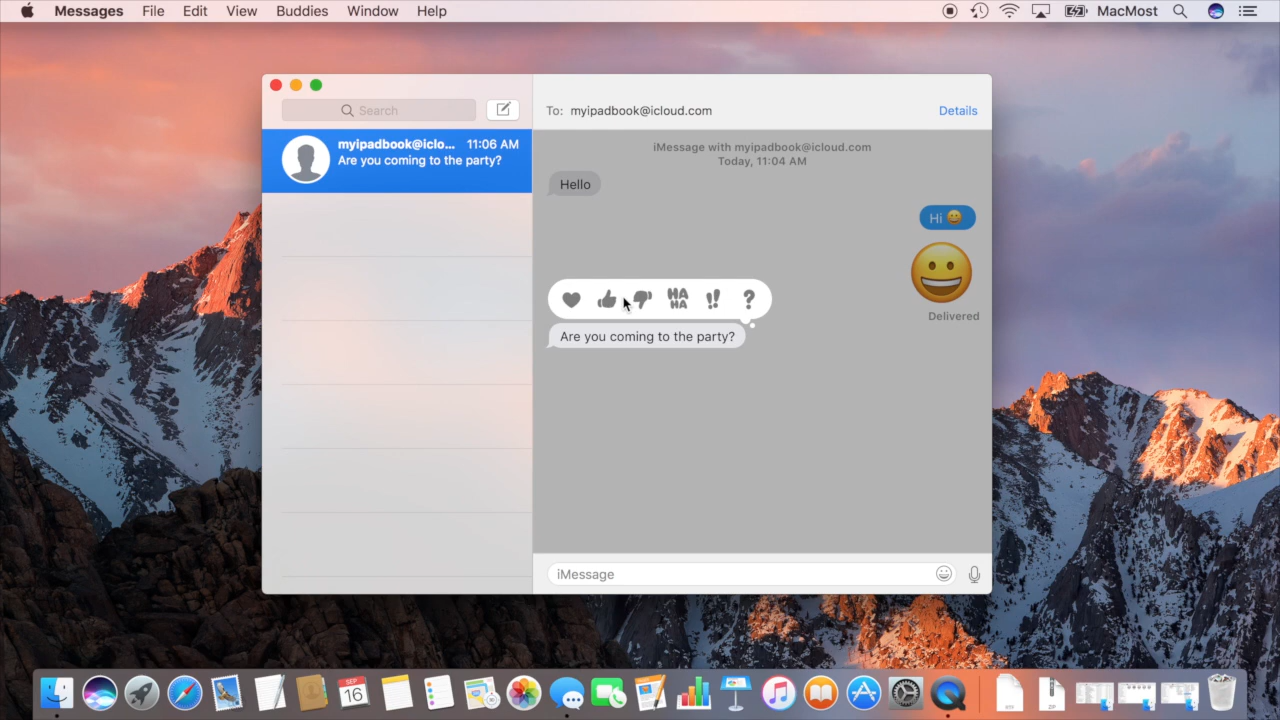 Messages File Edit View Buddies Window Help MacMost
Search
To: myipadbook@icloud.com Details
myipadbook@iclo... 11:06 AM
Are you coming to the party?
iMessage with myipadbook@icloud.com
Today, 11:04 AM
Hello
Hi
HA
HA
!! ?
Delivered
Are you coming to the party?
iMessage
SEP
16
ZIP